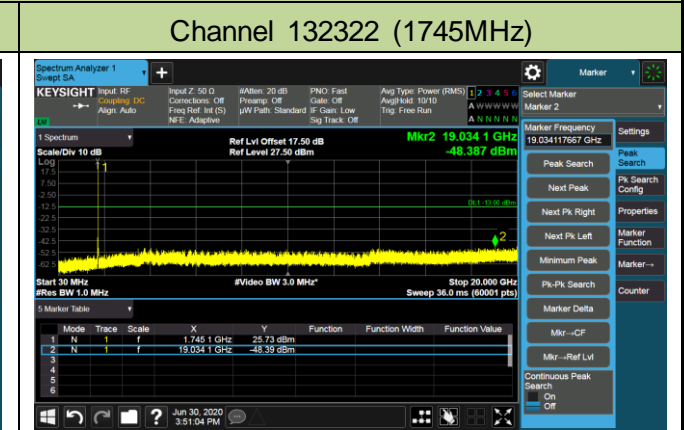 Channel 132322 (1745MHz)
Spectrum Analyzer 1
Swept SA
Marker
KEYSIGHT
Input: RF
Coupling: DC
Align: Auto
Input Z: 50 Ω
Corrections: Off
Freq Ref: Int (S)
NFE: Adaptive
#Atten: 20 dB
Preamp: Off
µW Path: Standard
PNO: Fast
Gate: Off
IF Gain: Low
Sig Track: Off
Avg Type: Power (RMS)
Avg|Hold: 10/10
Trig: Free Run
1 2 3 4 5 6
A W W W W W
A N N N N N
Select Marker
Marker 2
LV
1 Spectrum
Scale/Div 10 dB
Ref Lvl Offset 17.50 dB
Ref Level 27.50 dBm
Mkr2 19.034 1 GHz
-48.387 dBm
Log
17.5
7.50
-2.50
-12.5
-22.5
-32.5
-42.5
-52.5
-62.5
1
DL1 -13.00 dBm
2
Start 30 MHz
#Res BW 1.0 MHz
#Video BW 3.0 MHz*
Stop 20.000 GHz
Sweep 36.0 ms (60001 pts)
5 Marker Table
Mode Trace Scale X Y Function Function Width Function Value
1 N 1 f 1.745 1 GHz 25.73 dBm
2 N 1 f 19.034 1 GHz -48.39 dBm
3
4
5
6
Marker Frequency
19.034117667 GHz
Peak Search
Next Peak
Next Pk Right
Next Pk Left
Minimum Peak
Pk-Pk Search
Marker Delta
Mkr→CF
Mkr→Ref Lvl
Continuous Peak
Search
On
Off
Settings
Peak
Search
Pk Search
Config
Properties
Marker
Function
Marker→
Counter
?
Jun 30, 2020
3:51:04 PM